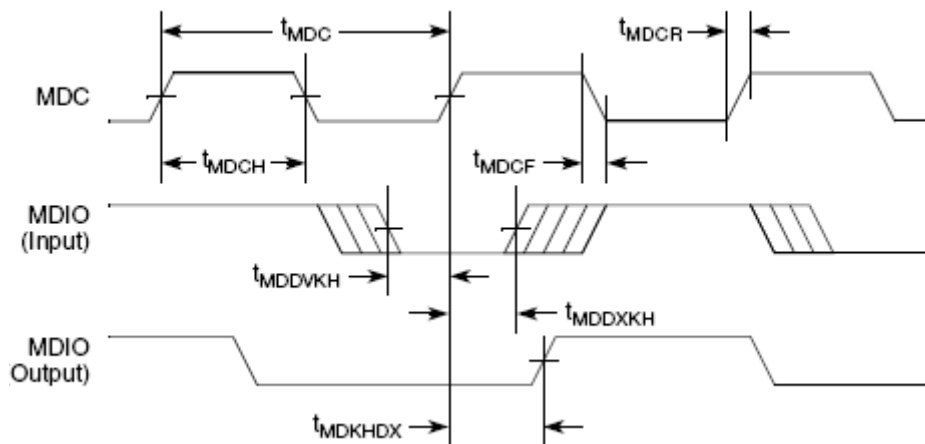 tMDC
tMDCR
MDC
tMDCH
tMDCF
MDIO
(Input)
tMDDVKH
tMDDXKH
MDIO
Output)
tMDKHDX